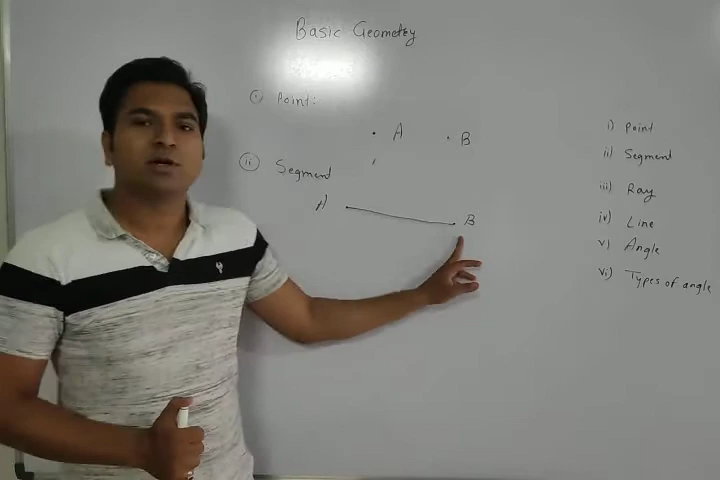 Basic Geometry
(i) Point:
A
B
(ii) Segment
A
B
i) Point
ii) Segment
iii) Ray
iv) Line
v) Angle
vi) Types of angle